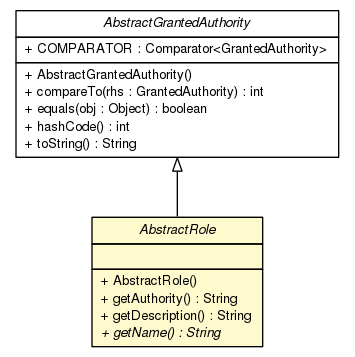 AbstractGrantedAuthority
+ COMPARATOR : Comparator<GrantedAuthority>
+ AbstractGrantedAuthority()
+ compareTo(rhs : GrantedAuthority) : int
+ equals(obj : Object) : boolean
+ hashCode() : int
+ toString() : String
AbstractRole
+ AbstractRole()
+ getAuthority() : String
+ getDescription() : String
+ getName() : String